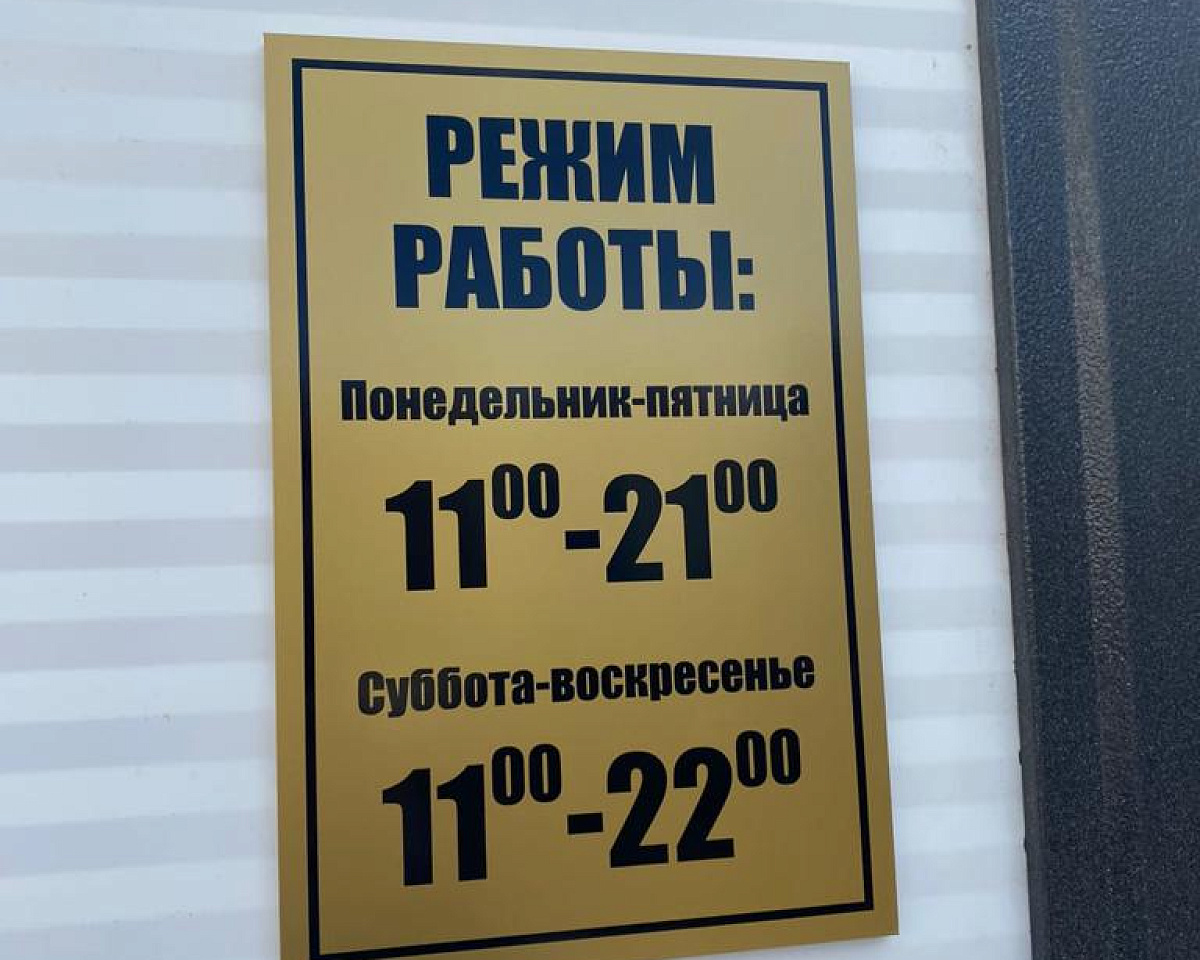 РЕЖИМ
РАБОТЫ:
Понедельник-пятница
11⁰⁰-21⁰⁰
Суббота-воскресенье
11⁰⁰-22⁰⁰